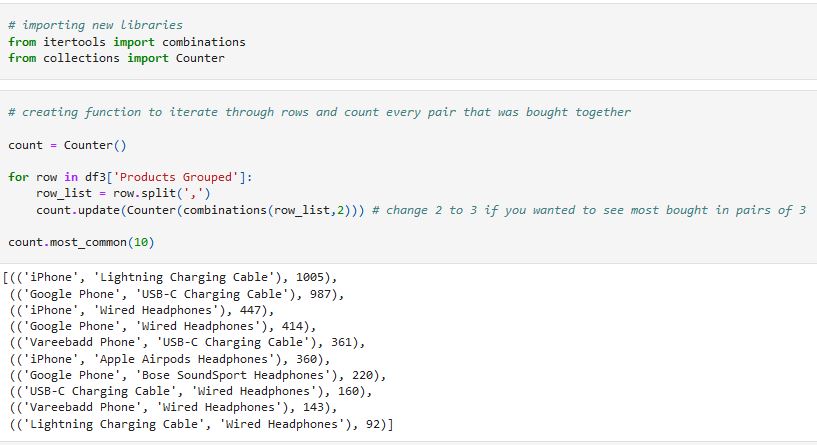 # importing new libraries
from itertools import combinations
from collections import Counter
# creating function to iterate through rows and count every pair that was bought together
count = Counter()
for row in df3['Products Grouped']:
    row_list = row.split(',')
    count.update(Counter(combinations(row_list,2))) # change 2 to 3 if you wanted to see most bought in pairs of 3
count.most_common(10)
[(('iPhone', 'Lightning Charging Cable'), 1005),
 (('Google Phone', 'USB-C Charging Cable'), 987),
 (('iPhone', 'Wired Headphones'), 447),
 (('Google Phone', 'Wired Headphones'), 414),
 (('Vareebadd Phone', 'USB-C Charging Cable'), 361),
 (('iPhone', 'Apple Airpods Headphones'), 360),
 (('Google Phone', 'Bose SoundSport Headphones'), 220),
 (('USB-C Charging Cable', 'Wired Headphones'), 160),
 (('Vareebadd Phone', 'Wired Headphones'), 143),
 (('Lightning Charging Cable', 'Wired Headphones'), 92)]